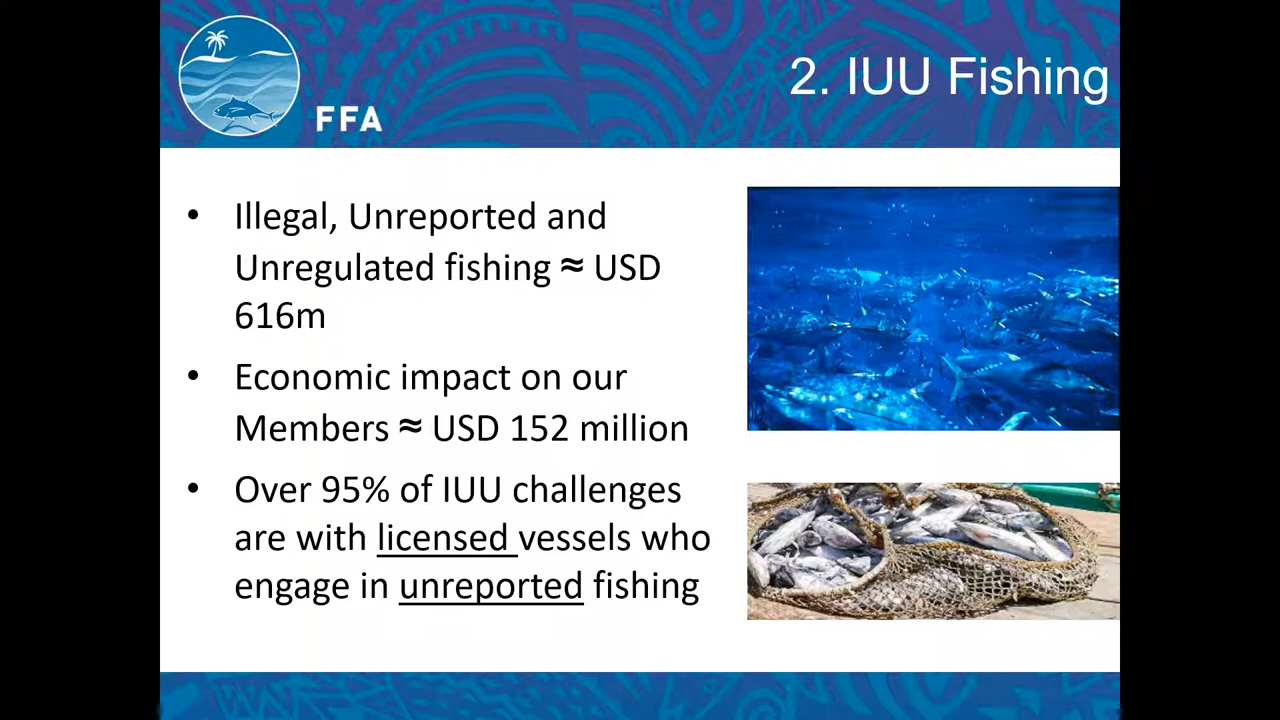 FFA
2. IUU Fishing
• Illegal, Unreported and
Unregulated fishing ≈ USD
616m
• Economic impact on our
Members ≈ USD 152 million
• Over 95% of IUU challenges
are with licensed vessels who
engage in unreported fishing